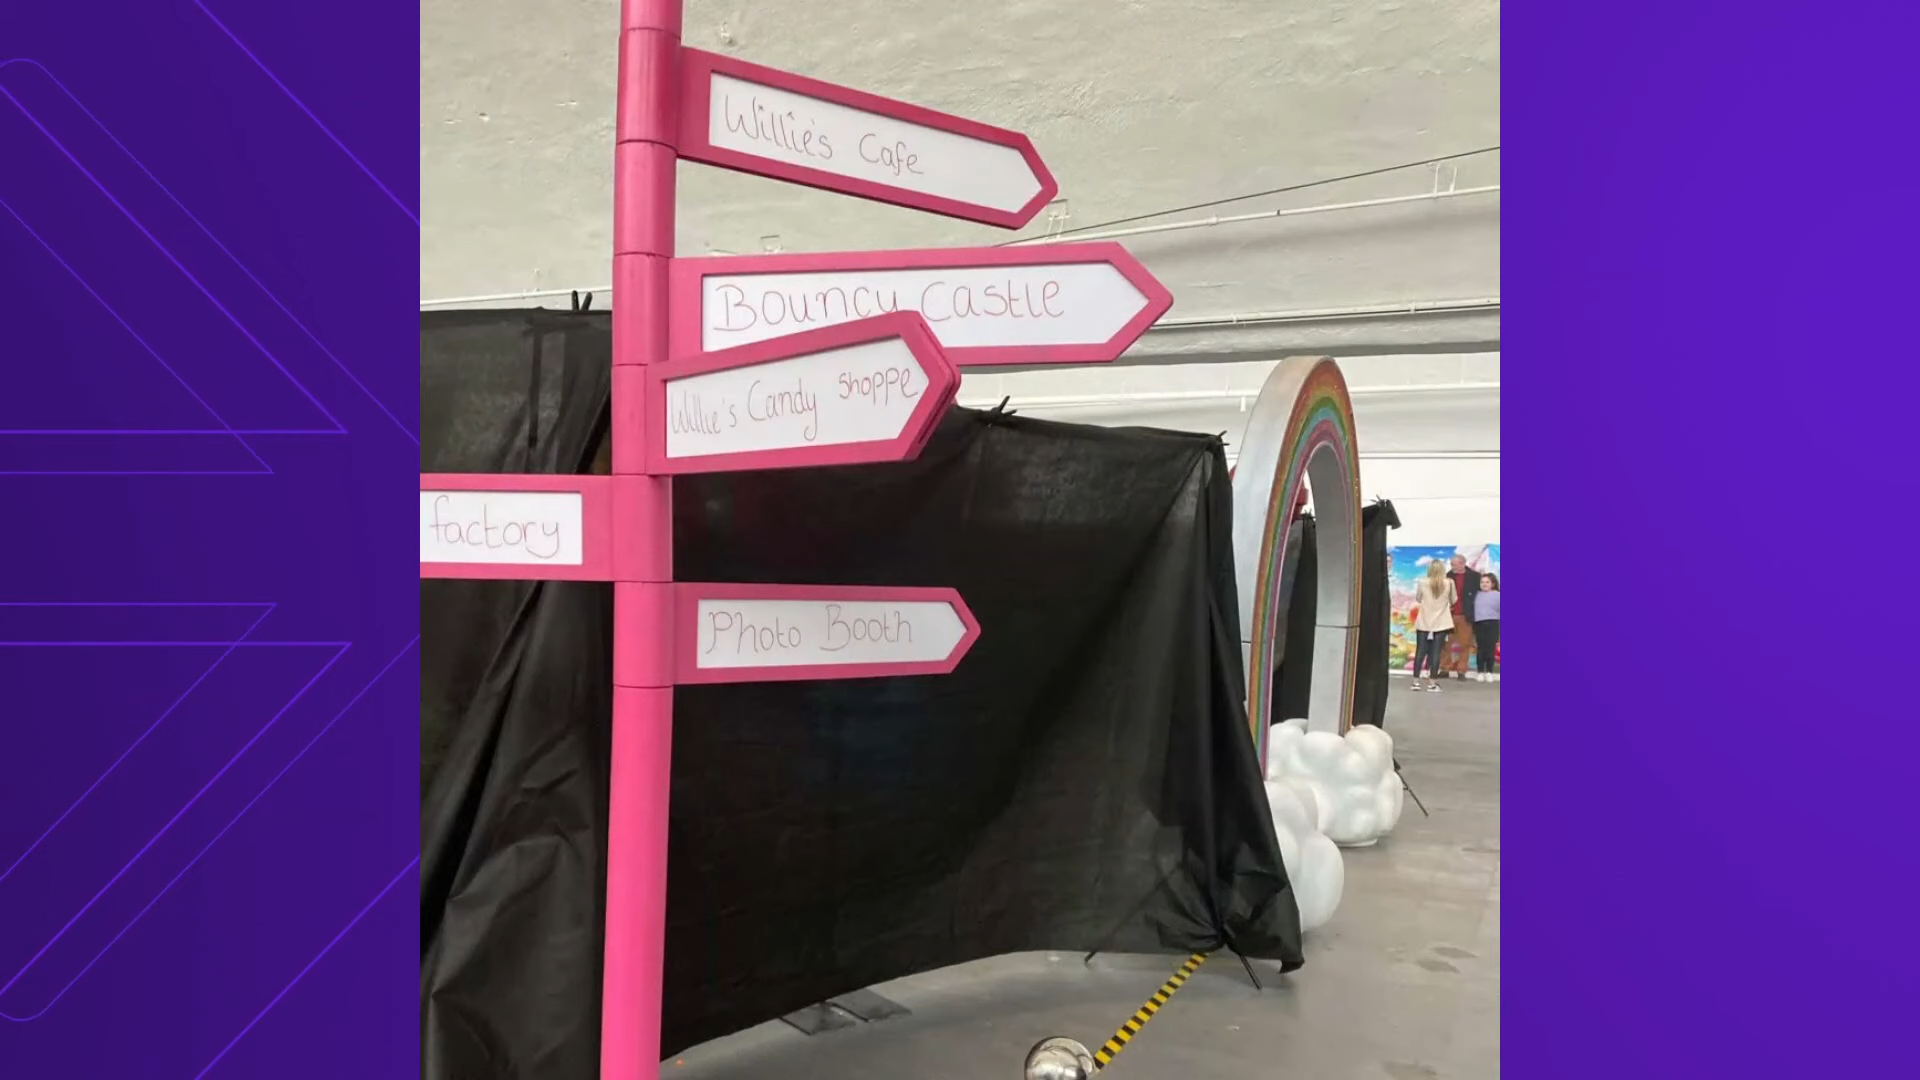 Willie's Cafe
Bouncy Castle
Willie's Candy Shoppe
factory
Photo Booth